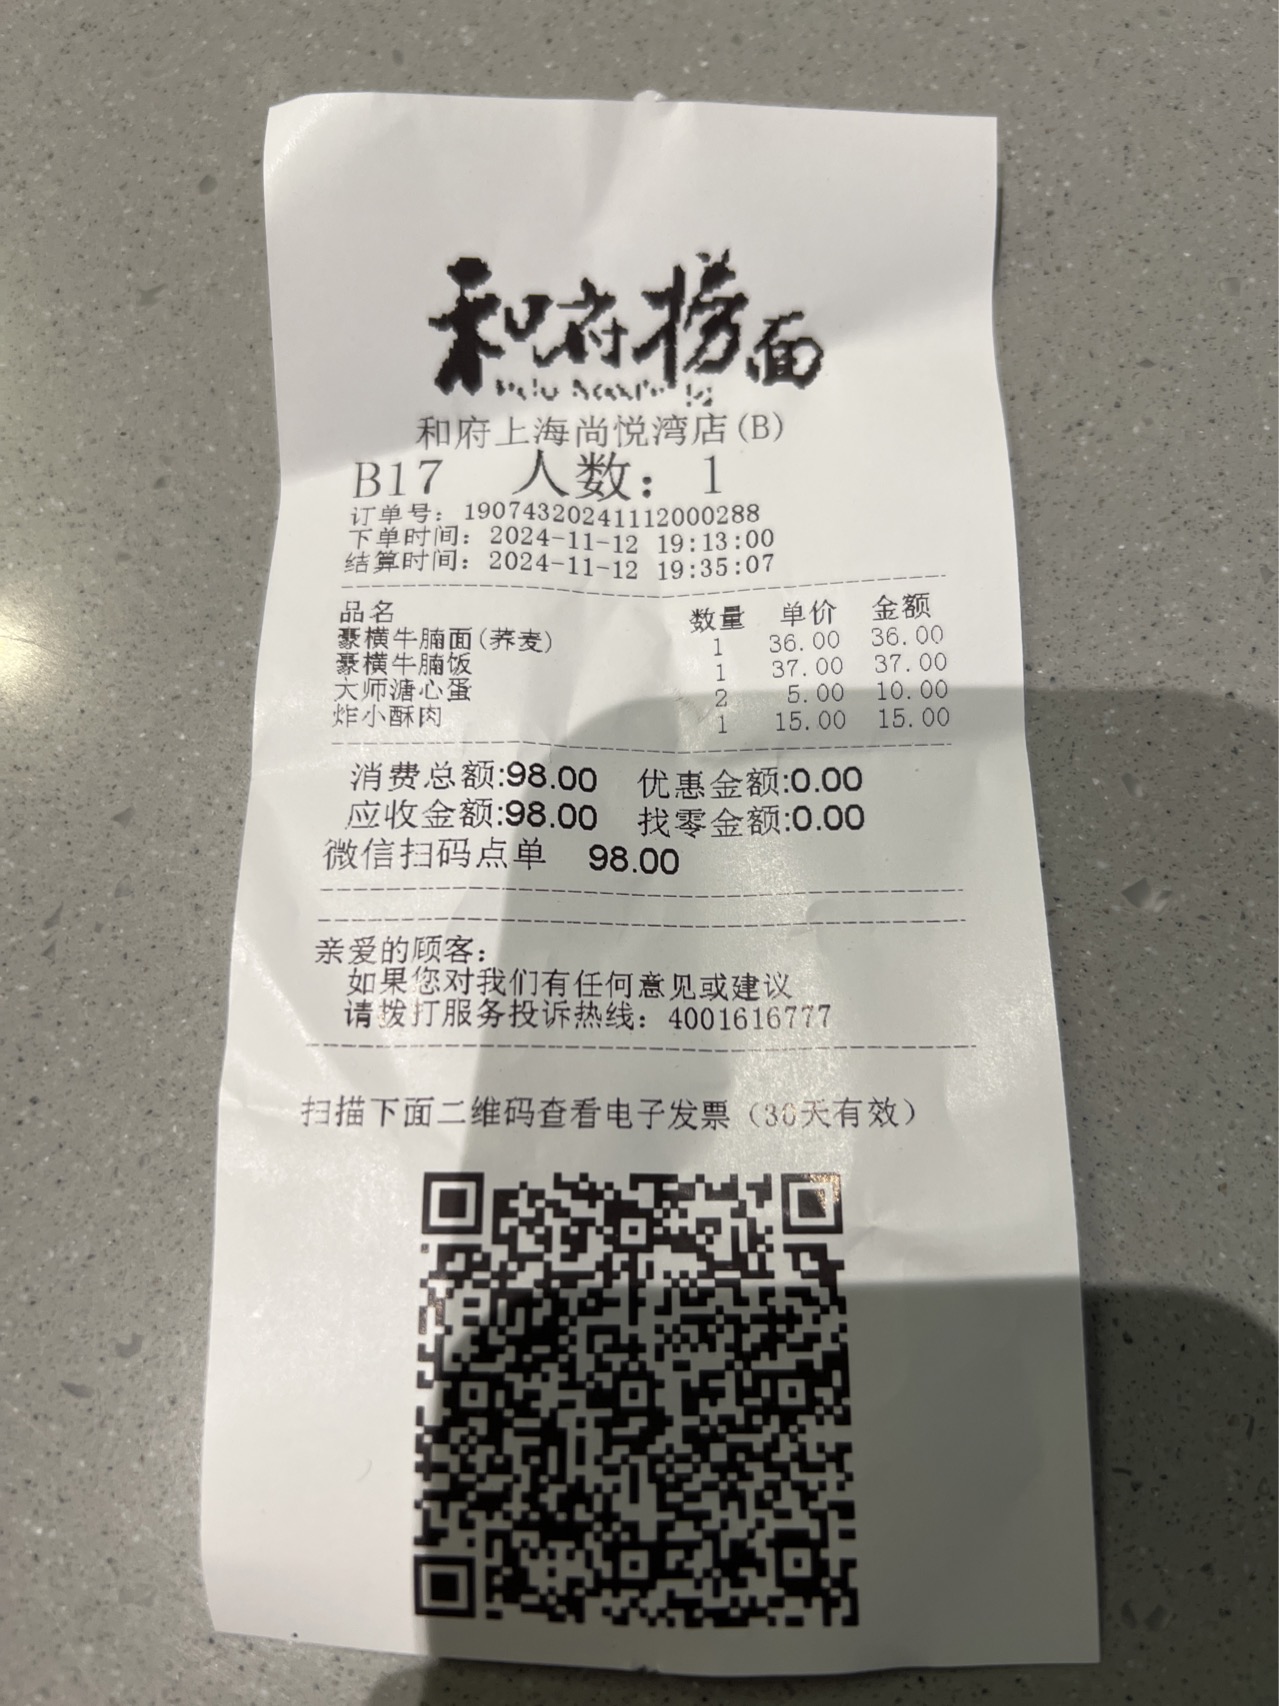 和府捞面
和府上海尚悦湾店(B)
B17 人数：1
订单号：19074320241112000288
下单时间：2024-11-12 19:13:00
结算时间：2024-11-12 19:35:07
品名 数量 单价 金额
豪横牛腩面(荞麦) 1 36.00 36.00
豪横牛腩饭 1 37.00 37.00
大师溏心蛋 2 5.00 10.00
炸小酥肉 1 15.00 15.00
消费总额:98.00 优惠金额:0.00
应收金额:98.00 找零金额:0.00
微信扫码点单 98.00
亲爱的顾客：
如果您对我们有任何意见或建议
请拨打服务投诉热线：4001616777
扫描下面二维码查看电子发票（30天有效）